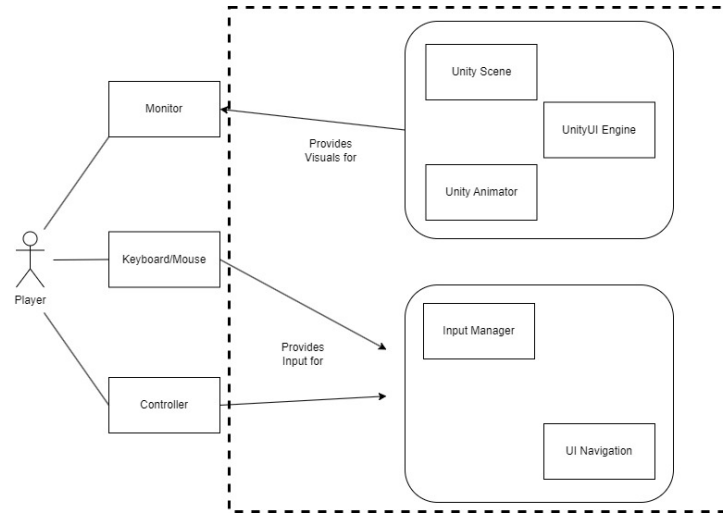 Unity Scene
Monitor
UnityUI Engine
Provides
Visuals for
Unity Animator
Keyboard/Mouse
Player
Input Manager
Provides
Input for
Controller
UI Navigation